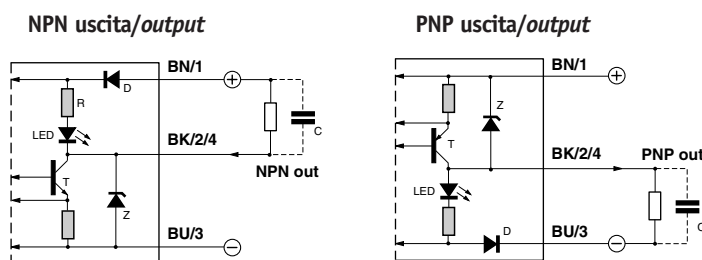 NPN uscita/output
PNP uscita/output
BN/1
D
R
LED
BK/2/4
C
NPN out
T
Z
BU/3
BN/1
Z
T
BK/2/4
PNP out
LED
C
D
BU/3